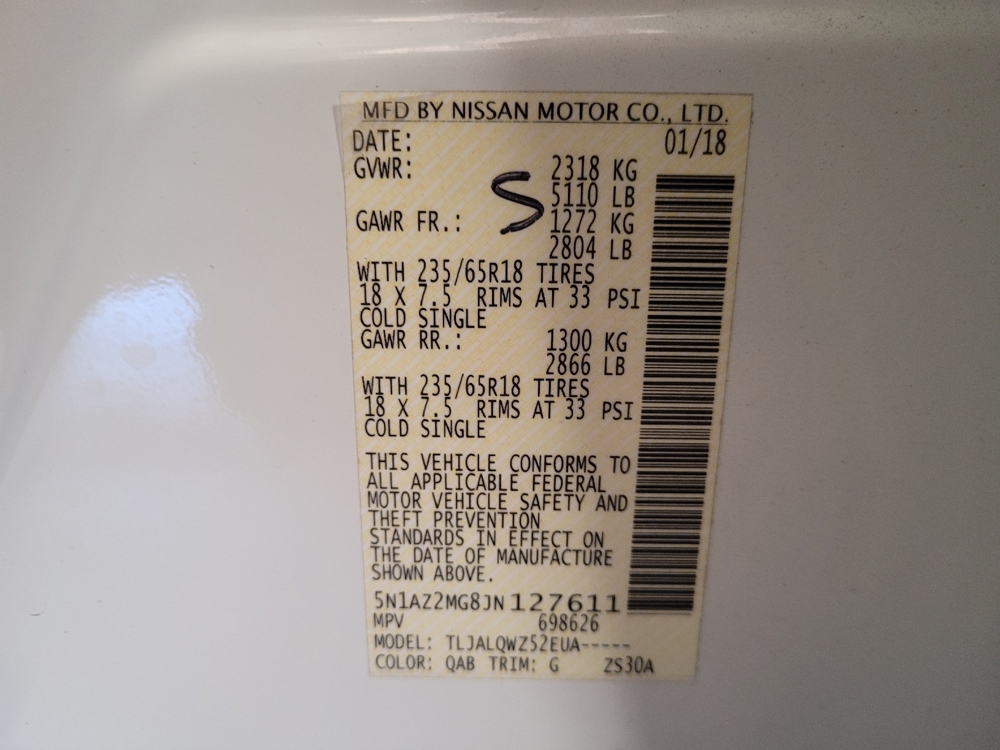 MFD BY NISSAN MOTOR CO., LTD.
DATE: 01/18
GVWR: 2318 KG
5110 LB
S
GAWR FR.: 1272 KG
2804 LB
WITH 235/65R18 TIRES
18 X 7.5 RIMS AT 33 PSI
COLD SINGLE
GAWR RR.: 1300 KG
2866 LB
WITH 235/65R18 TIRES
18 X 7.5 RIMS AT 33 PSI
COLD SINGLE
THIS VEHICLE CONFORMS TO
ALL APPLICABLE FEDERAL
MOTOR VEHICLE SAFETY AND
THEFT PREVENTION
STANDARDS IN EFFECT ON
THE DATE OF MANUFACTURE
SHOWN ABOVE.
5N1AZ2MG8JN127611
MPV 698626
MODEL: TLJALQWZ52EUA-----
COLOR: QAB TRIM: G ZS30A